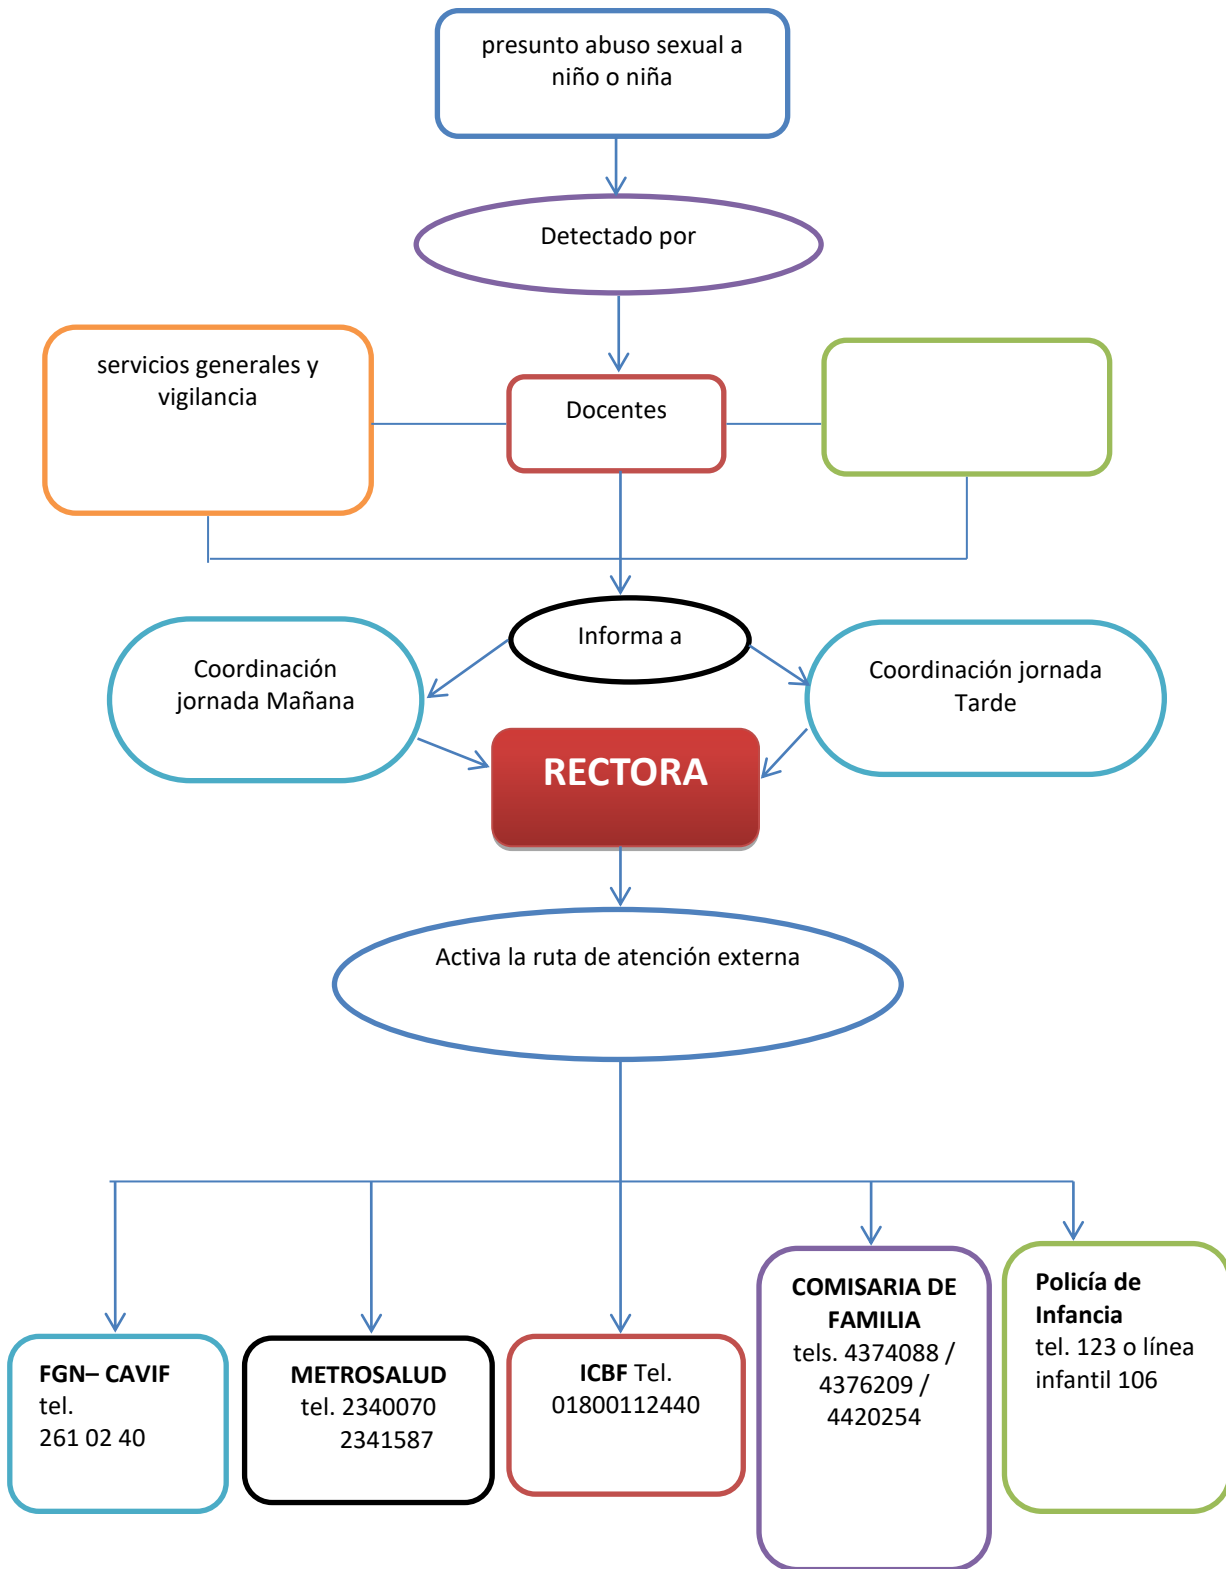 presunto abuso sexual a
niño o niña
Detectado por
servicios generales y
vigilancia
Docentes
Informa a
Coordinación
jornada Mañana
Coordinación jornada
Tarde
RECTORA
Activa la ruta de atención externa
FGN– CAVIF
tel.
261 02 40
METROSALUD
tel. 2340070
2341587
ICBF Tel.
01800112440
COMISARIA DE
FAMILIA
tels. 4374088 /
4376209 /
4420254
Policía de
Infancia
tel. 123 o línea
infantil 106